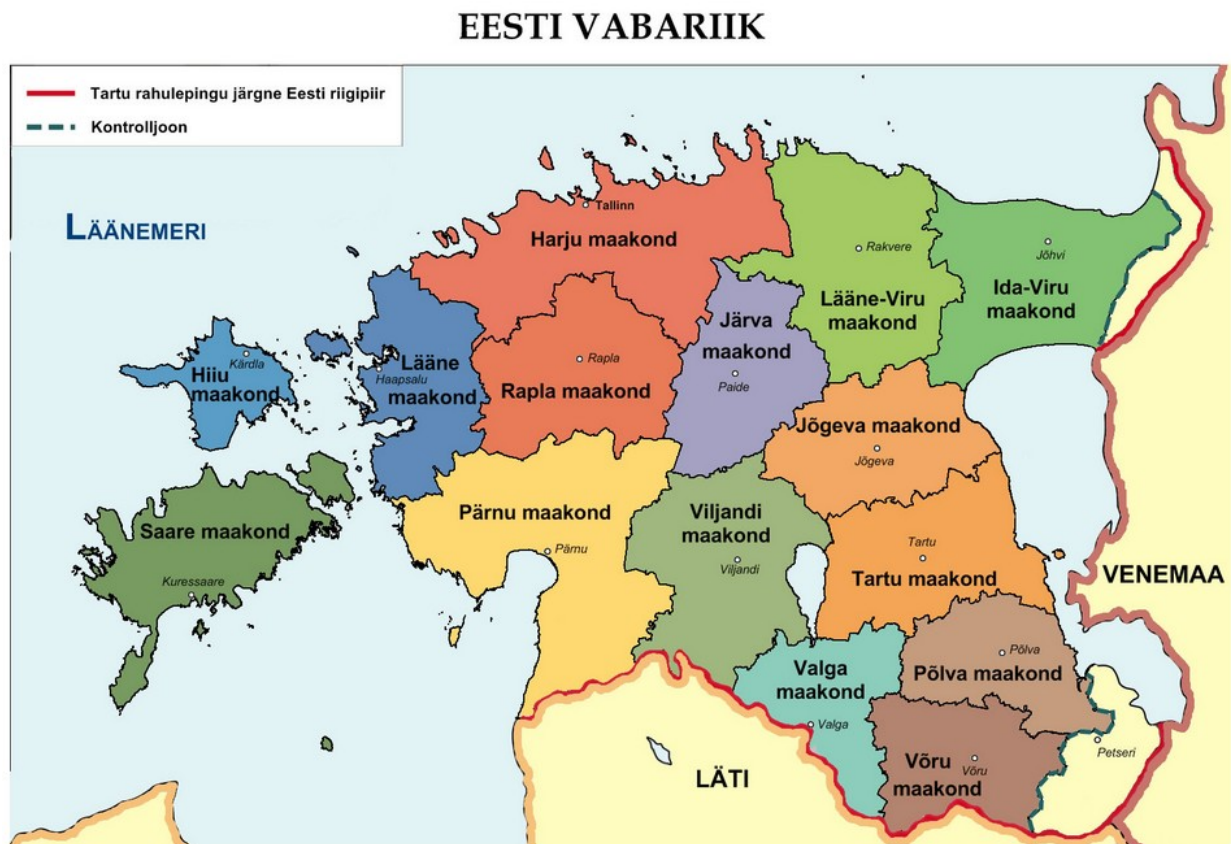 EESTI VABARIIK
Tartu rahulepingu järgne Eesti riigipiir
Kontrolljoon
LÄÄNEMERI
Tallinn
Harju maakond
Rakvere
Lääne-Viru
maakond
Jõhvi
Ida-Viru
maakond
Järva
maakond
Paide
Kärdla
Hiiu
maakond
Haapsalu
Lääne
maakond
Rapla
Rapla maakond
Jõgeva maakond
Jõgeva
Saare maakond
Kuressaare
Pärnu maakond
Pärnu
Viljandi
maakond
Viljandi
Tartu
Tartu maakond
VENEMAA
Valga
maakond
Valga
Põlva
Põlva maakond
Petseri
Võru
Võru
maakond
LÄTI